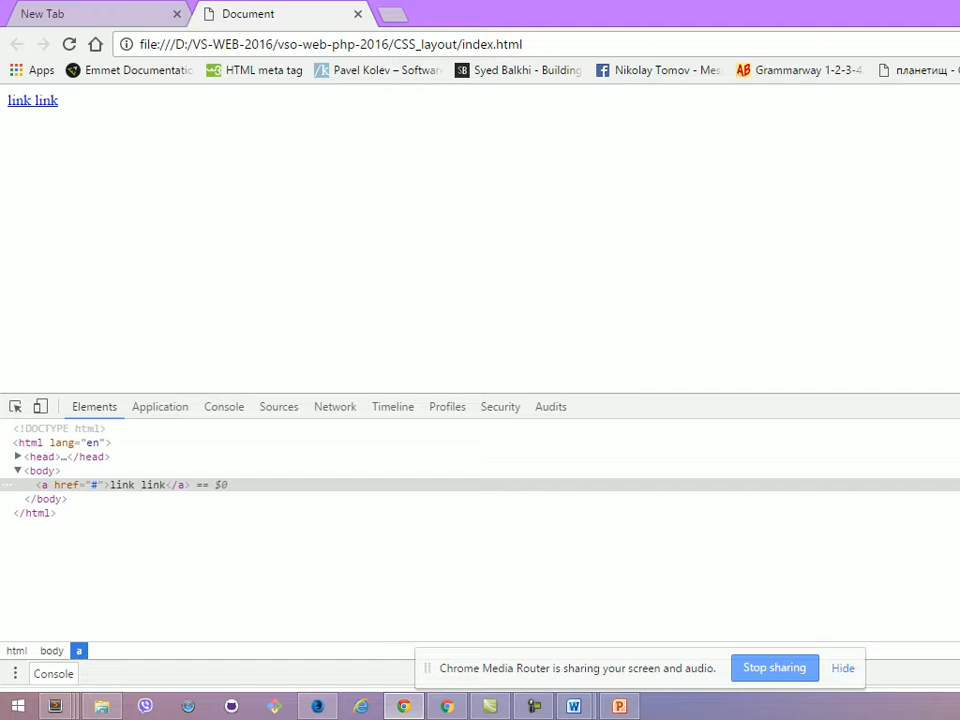 New Tab
Document
file:///D:/VS-WEB-2016/vso-web-php-2016/CSS_layout/index.html
Apps
Emmet Documentatio
HTML meta tag
Pavel Kolev – Softwar
Syed Balkhi - Building
Nikolay Tomov - Mes
Grammarway 1-2-3-4
планетищ -
link link
Elements Application Console Sources Network Timeline Profiles Security Audits
<!DOCTYPE html>
<html lang="en">
<head>…</head>
<body>
<a href="#">link link</a> == $0
</body>
</html>
html body a
Console
Chrome Media Router is sharing your screen and audio.
Stop sharing
Hide